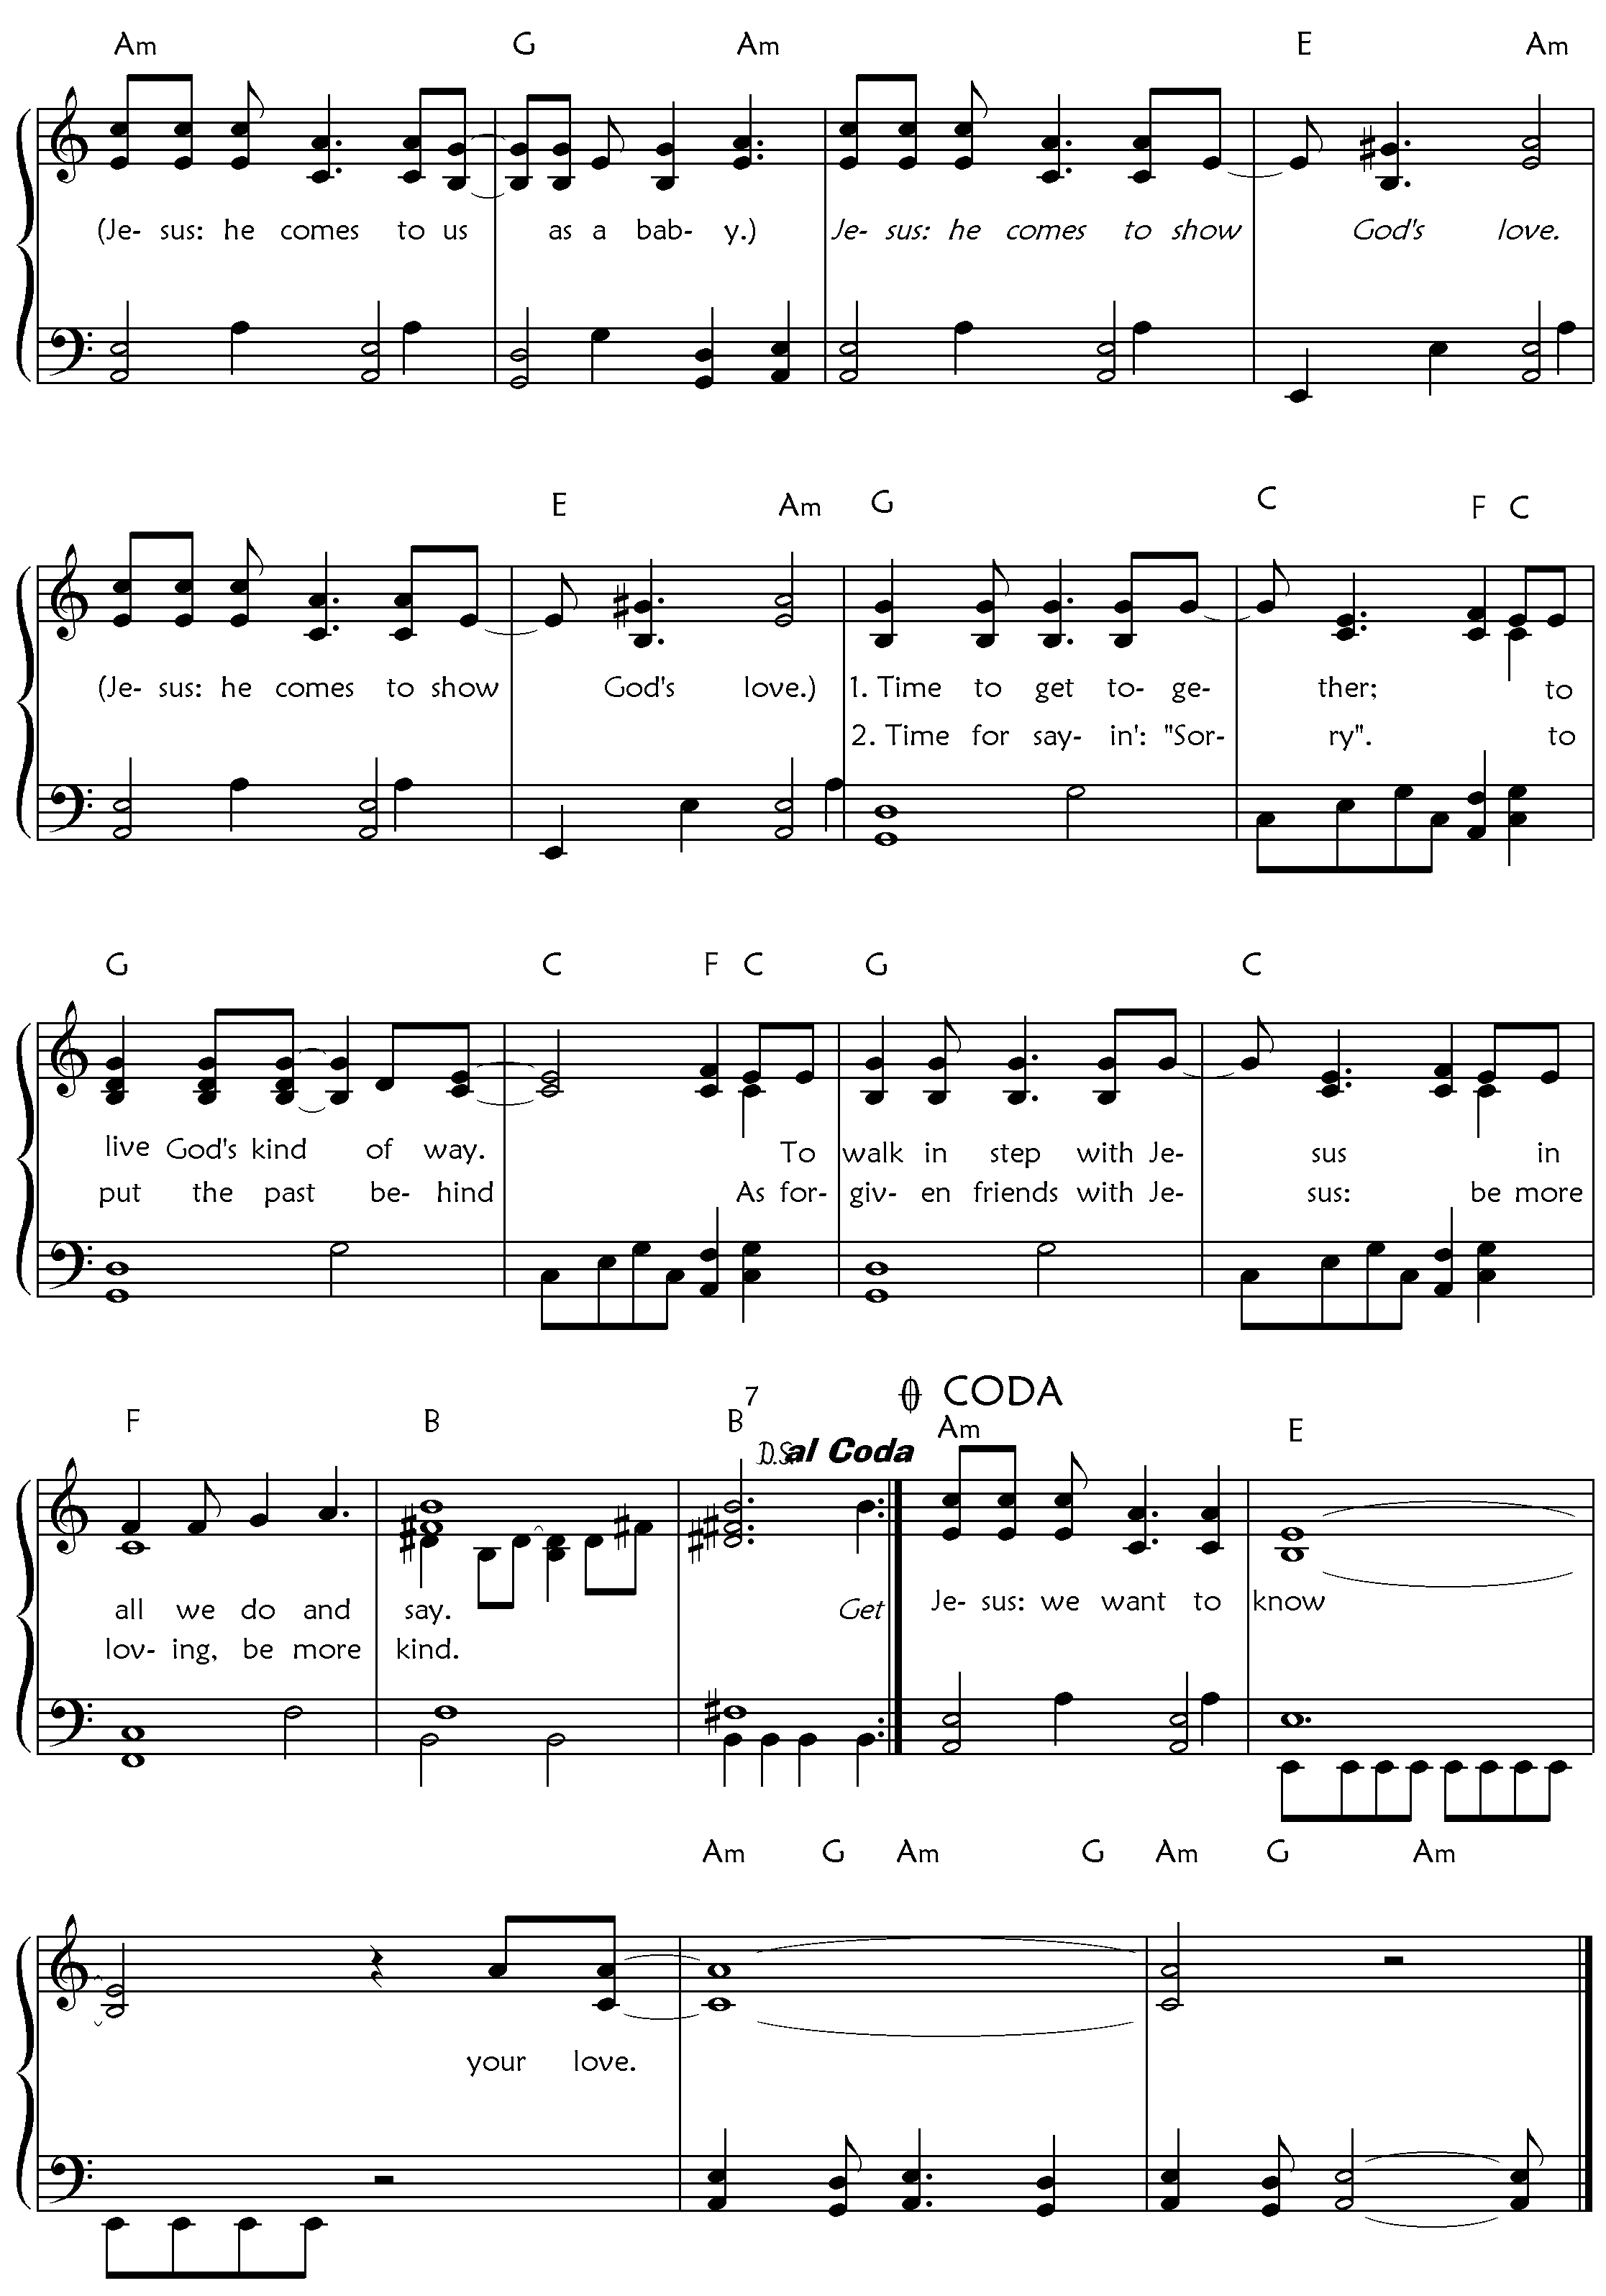 Am G Am E Am
(Je- sus: he comes to us as a bab- y.) Je- sus: he comes to show God's love.
E Am G C F C
(Je- sus: he comes to show God's love.) 1. Time to get to- ge- ther; to
2. Time for say- in': "Sor- ry". to
G C F C G C
live God's kind of way. To walk in step with Je- sus in
put the past be- hind As for- giv- en friends with Je- sus: be more
7 CODA
F B B Am E
D.S. al Coda
all we do and say. Get Je- sus: we want to know
lov- ing, be more kind.
Am G Am G Am G Am
your love.